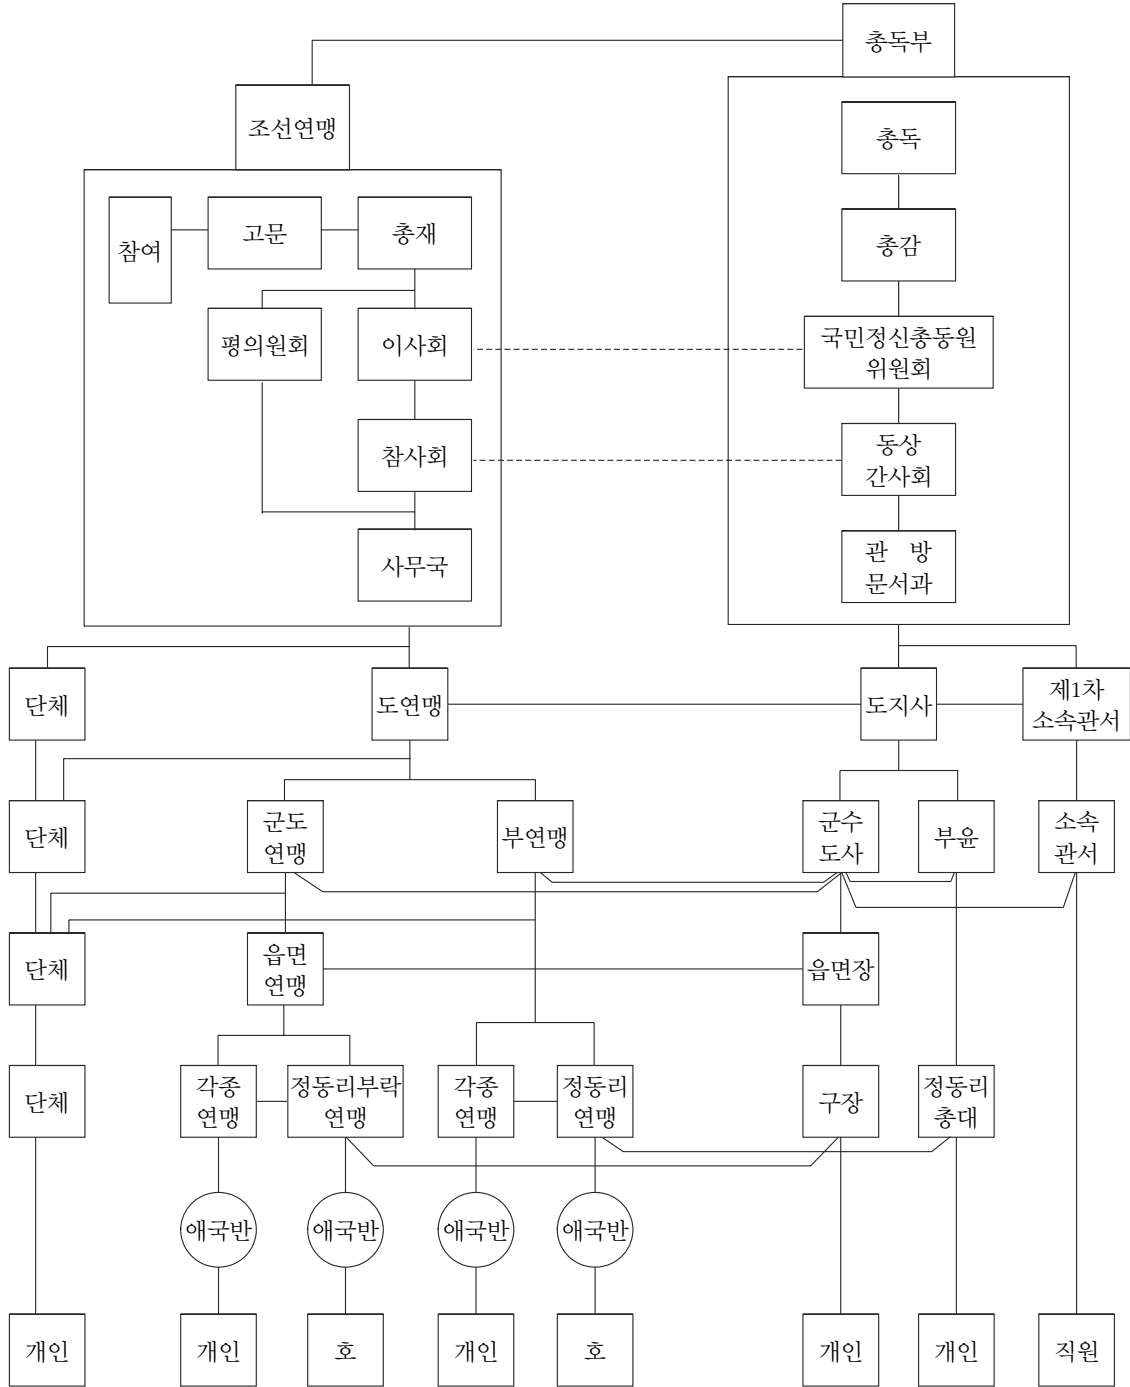 총독부
조선연맹
총독
참여
고문
총재
총감
평의원회
이사회
국민정신총동원
위원회
참사회
동상
간사회
사무국
관 방
문서과
단체
도연맹
도지사
제1차
소속관서
단체
군도
연맹
부연맹
군수
도사
부윤
소속
관서
단체
읍면
연맹
읍면장
단체
각종
연맹
정동리부락
연맹
각종
연맹
정동리
연맹
구장
정동리
총대
애국반
애국반
애국반
애국반
개인
개인
호
개인
호
개인
개인
직원